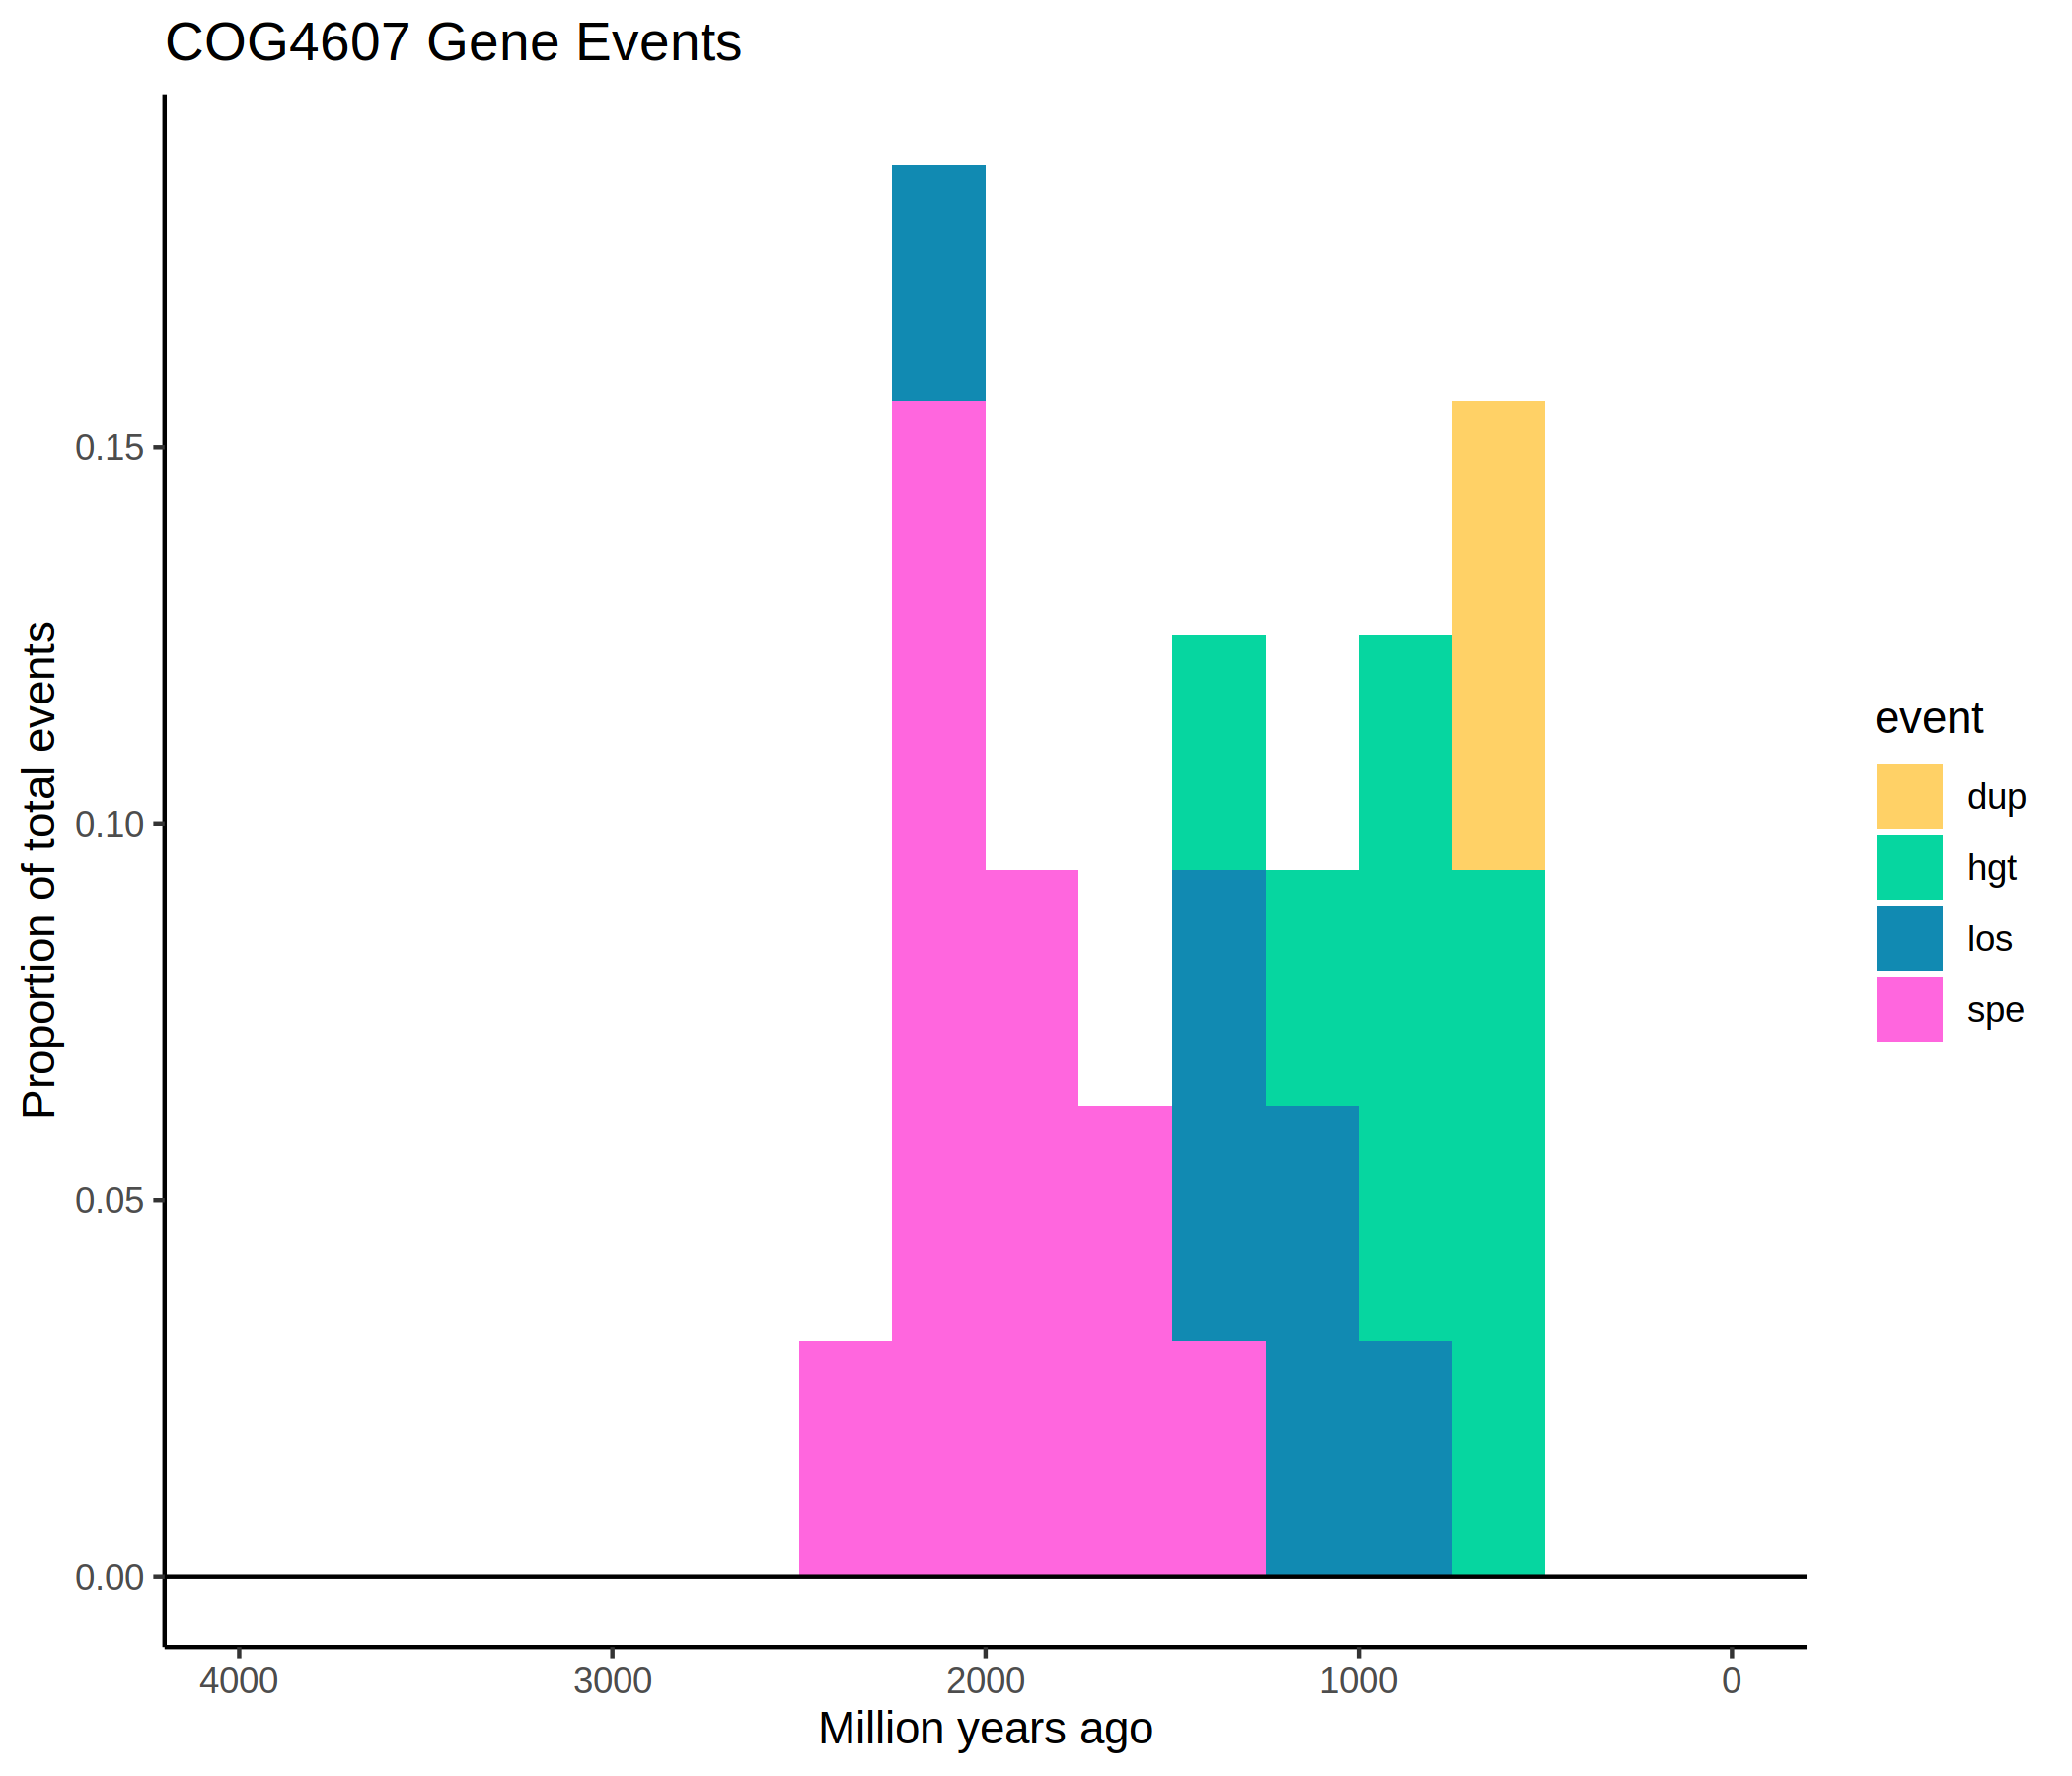 COG4607 Gene Events
Proportion of total events
0.15
0.10
0.05
0.00
4000 3000 2000 1000 0
Million years ago
event
dup
hgt
los
spe